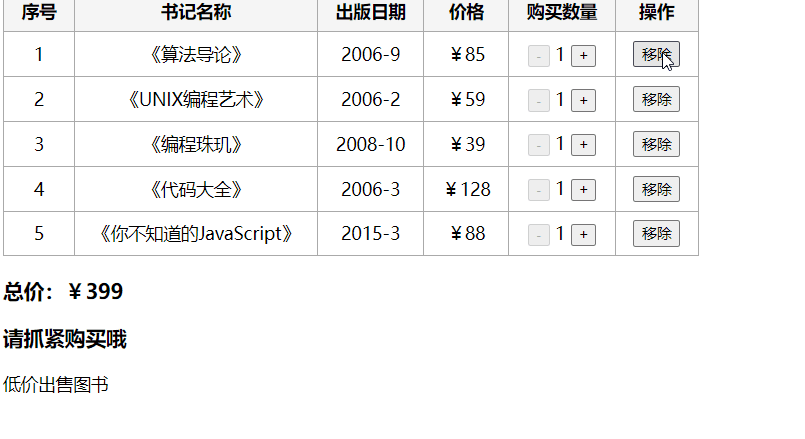 序号 书记名称 出版日期 价格 购买数量 操作
1 《算法导论》 2006-9 ￥85 - 1 + 移除
2 《UNIX编程艺术》 2006-2 ￥59 - 1 + 移除
3 《编程珠玑》 2008-10 ￥39 - 1 + 移除
4 《代码大全》 2006-3 ￥128 - 1 + 移除
5 《你不知道的JavaScript》 2015-3 ￥88 - 1 + 移除
总价：￥399
请抓紧购买哦
低价出售图书